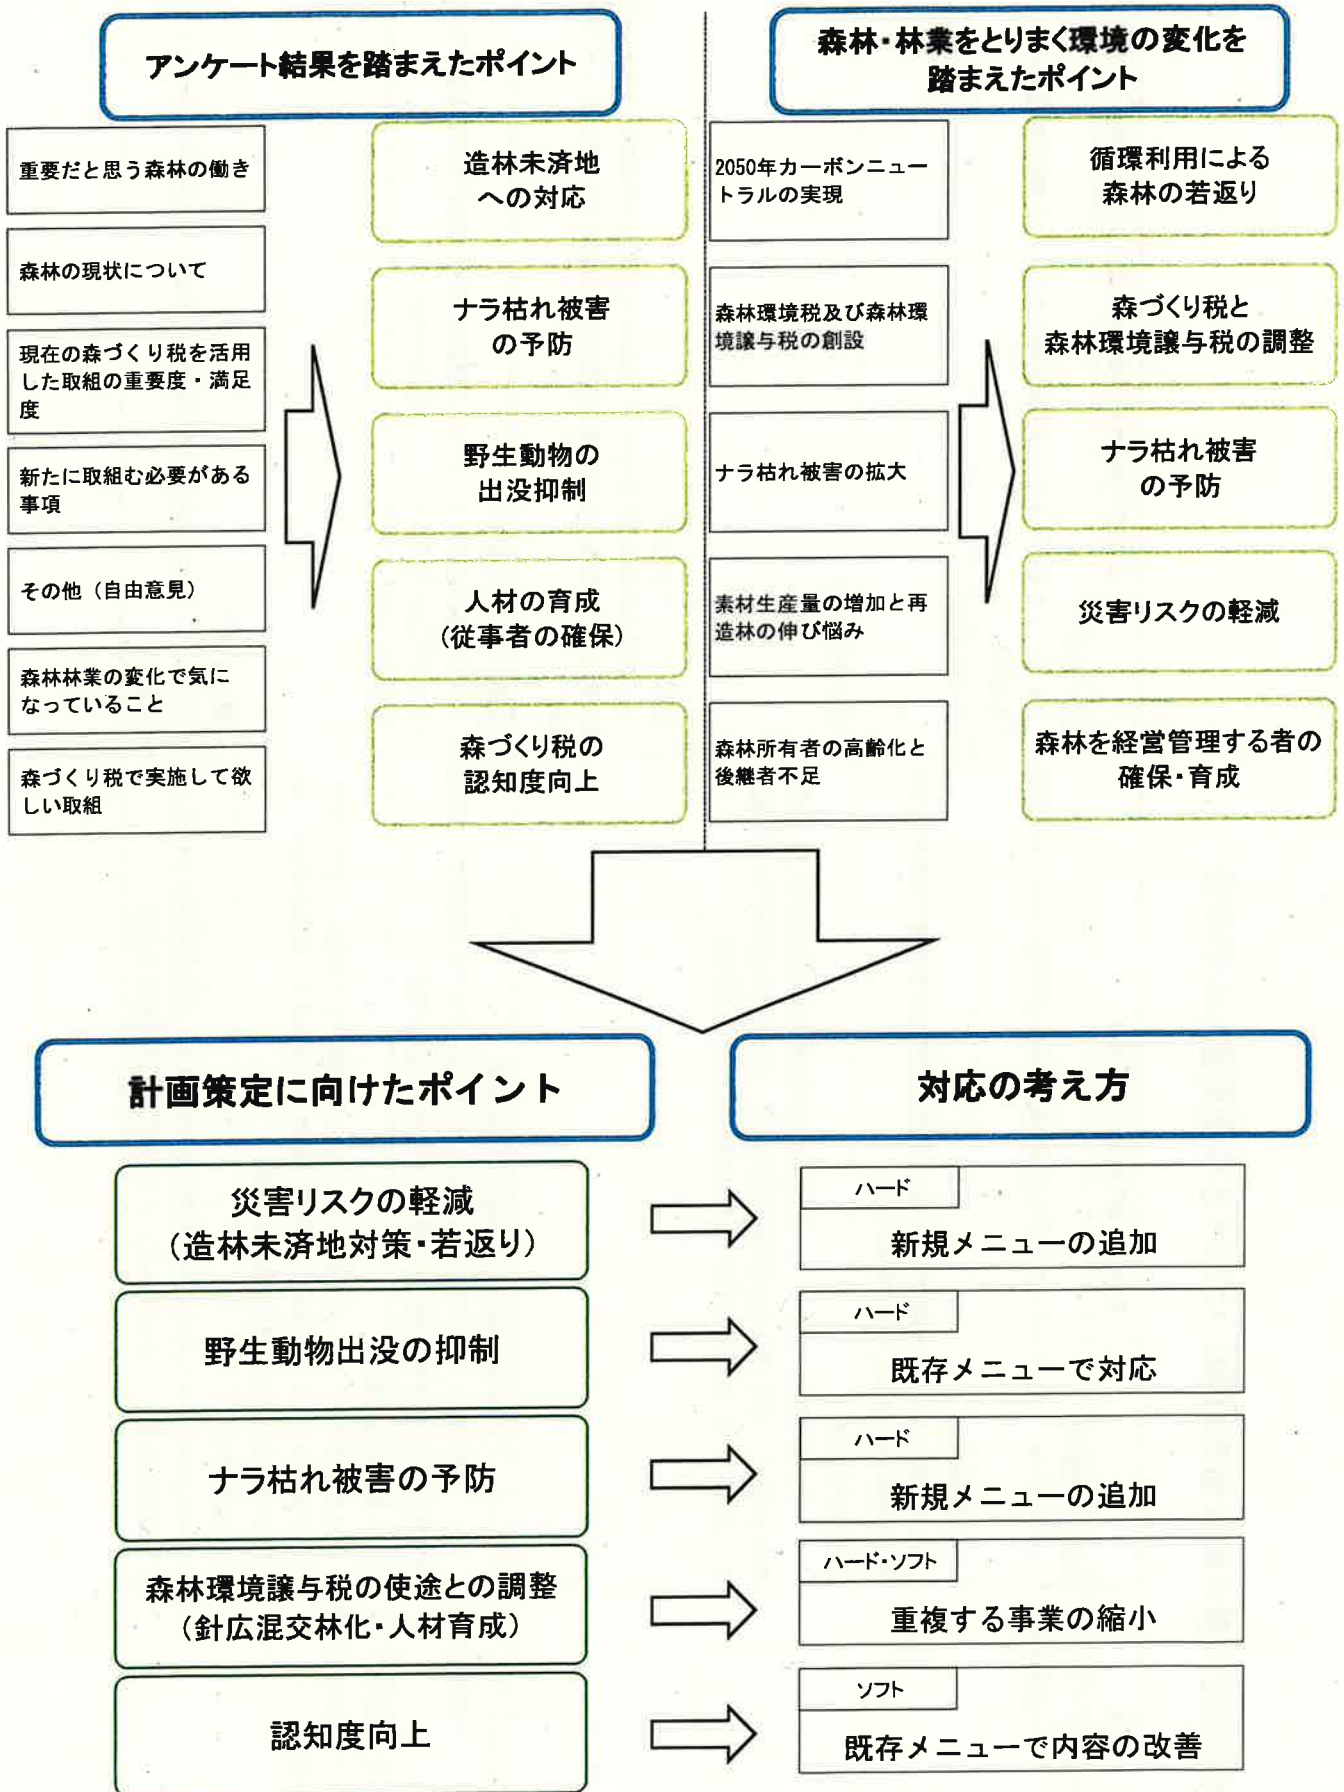 アンケート結果を踏まえたポイント
重要だと思う森林の働き
森林の現状について
現在の森づくり税を活用
した取組の重要度・満足
度
新たに取組む必要がある
事項
その他（自由意見）
森林林業の変化で気に
なっていること
森づくり税で実施して欲
しい取組
造林未済地
への対応
ナラ枯れ被害
の予防
野生動物の
出没抑制
人材の育成
（従事者の確保）
森づくり税の
認知度向上
森林・林業をとりまく環境の変化を
踏まえたポイント
2050年カーボンニュー
トラルの実現
森林環境税及び森林環
境譲与税の創設
ナラ枯れ被害の拡大
素材生産量の増加と再
造林の伸び悩み
森林所有者の高齢化と
後継者不足
循環利用による
森林の若返り
森づくり税と
森林環境譲与税の調整
ナラ枯れ被害
の予防
災害リスクの軽減
森林を経営管理する者の
確保・育成
計画策定に向けたポイント
対応の考え方
災害リスクの軽減
（造林未済地対策・若返り）
ハード
新規メニューの追加
野生動物出没の抑制
ハード
既存メニューで対応
ナラ枯れ被害の予防
ハード
新規メニューの追加
森林環境譲与税の使途との調整
（針広混交林化・人材育成）
ハード・ソフト
重複する事業の縮小
認知度向上
ソフト
既存メニューで内容の改善